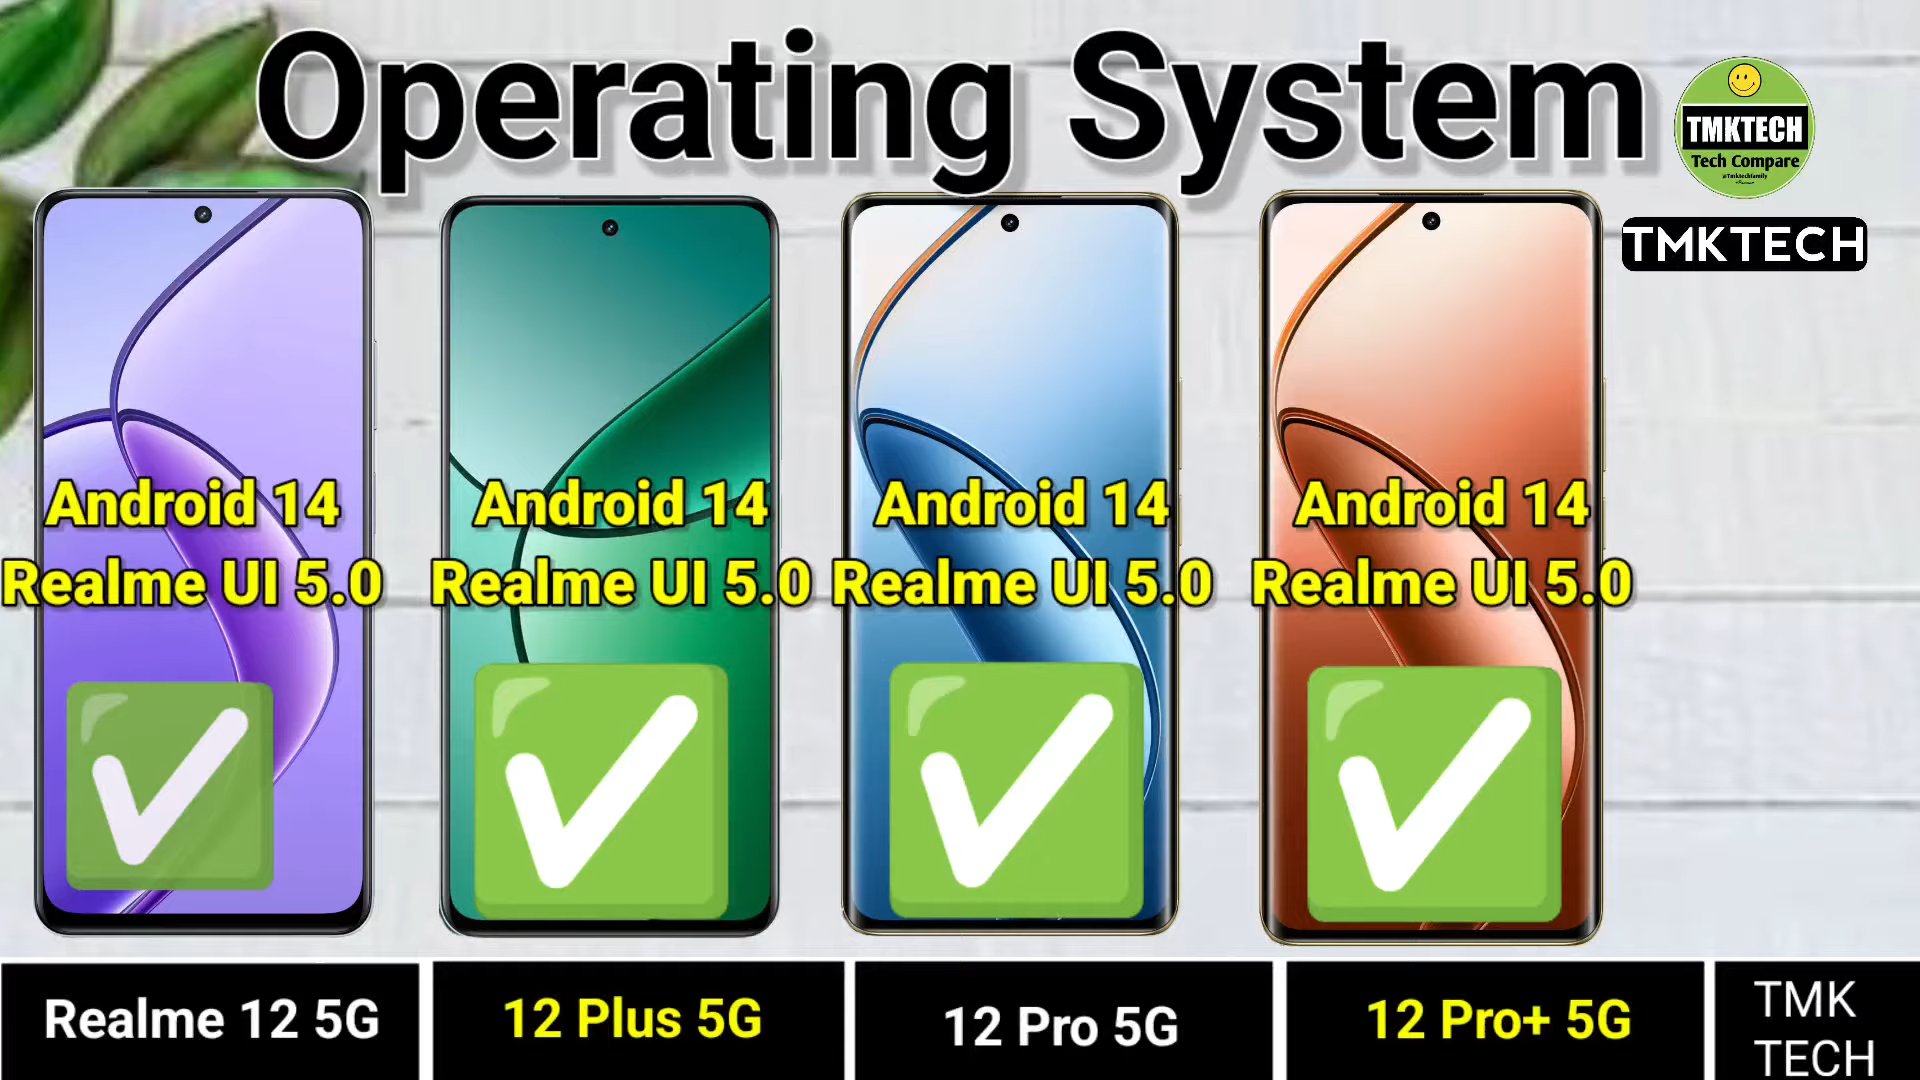 Operating System
TMKTECH
Tech Compare
@Tmktechfamily
TMKTECH
Android 14
Realme UI 5.0
Android 14
Realme UI 5.0
Android 14
Realme UI 5.0
Android 14
Realme UI 5.0
Realme 12 5G
12 Plus 5G
12 Pro 5G
12 Pro+ 5G
TMK
TECH